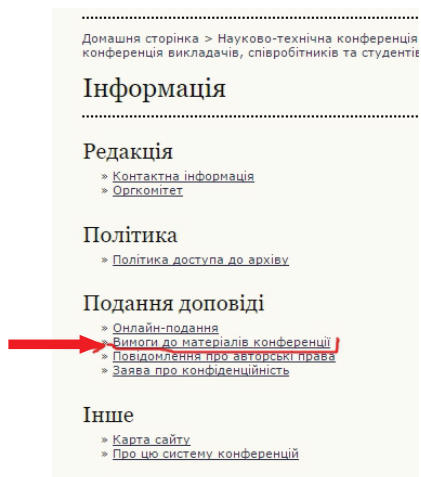 Домашня сторінка > Науково-технічна конференція
конференція викладачів, співробітників та студентів
Інформація
Редакція
» Контактна інформація
» Оргкомітет
Політика
» Політика доступа до архіву
Подання доповіді
» Онлайн-подання
» Вимоги до матеріалів конференції
» Повідомлення про авторські права
» Заява про конфіденційність
Інше
» Карта сайту
» Про цю систему конференцій